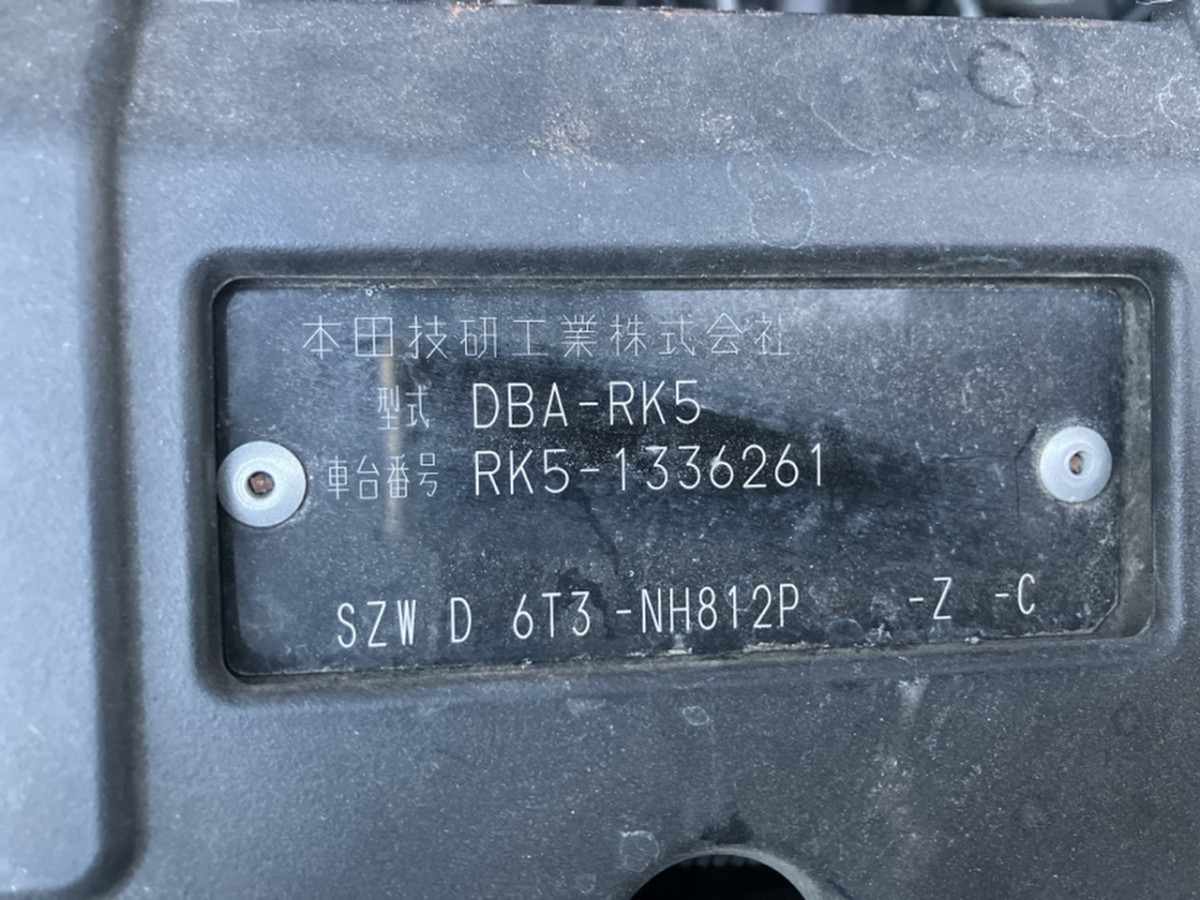 本田技研工業株式会社
型式 DBA-RK5
車台番号 RK5-1336261
SZW D 6T3 -NH812P -Z -C